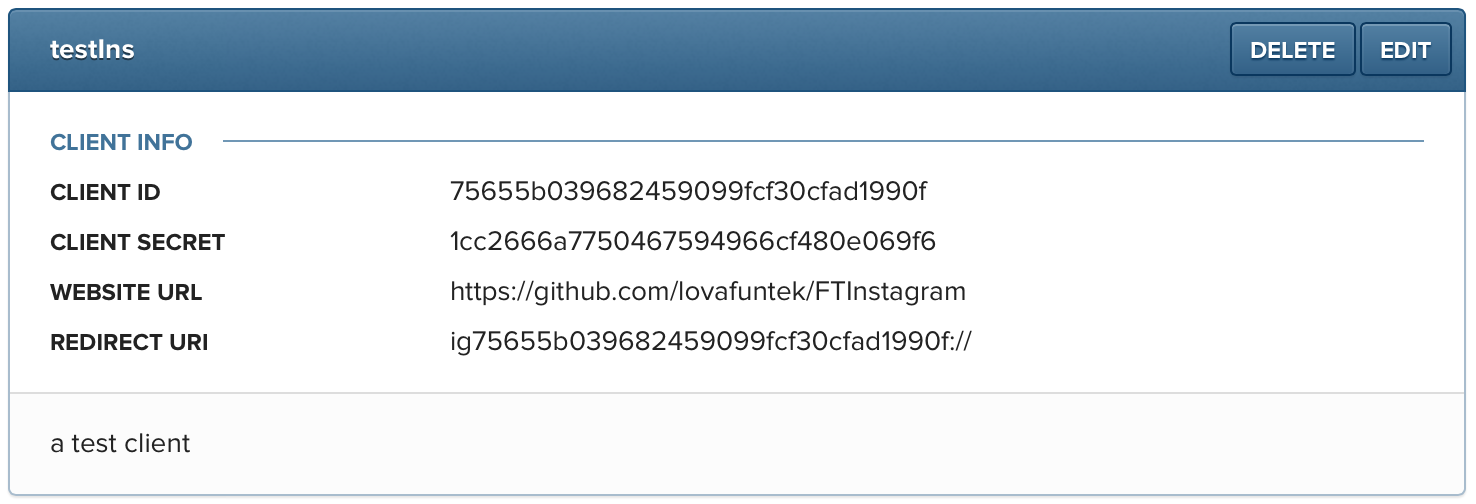 testIns
DELETE EDIT
CLIENT INFO
CLIENT ID 75655b039682459099fcf30cfad1990f
CLIENT SECRET 1cc2666a7750467594966cf480e069f6
WEBSITE URL https://github.com/lovafuntek/FTInstagram
REDIRECT URI ig75655b039682459099fcf30cfad1990f://
a test client